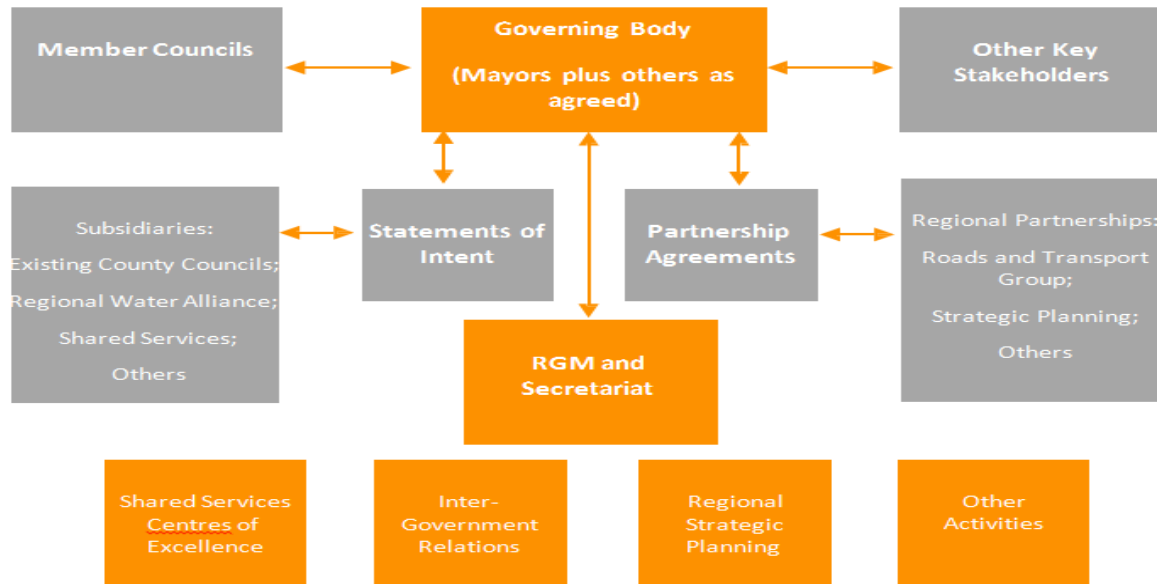 Member Councils
Governing Body
(Mayors plus others as
agreed)
Other Key
Stakeholders
Subsidiaries:
Existing County Councils;
Regional Water Alliance;
Shared Services;
Others
Statements of
Intent
Partnership
Agreements
Regional Partnerships:
Roads and Transport
Group;
Strategic Planning;
Others
RGM and
Secretariat
Shared Services
Centres of
Excellence
Inter-
Government
Relations
Regional
Strategic
Planning
Other
Activities